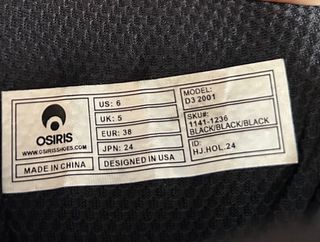 OSIRIS
WWW.OSIRISSHOES.COM
MADE IN CHINA
US: 6
UK: 5
EUR: 38
JPN: 24
DESIGNED IN USA
MODEL:
D3 2001
SKU#:
1141-1236
BLACK/BLACK/BLACK
ID:
HJ.HOL.24